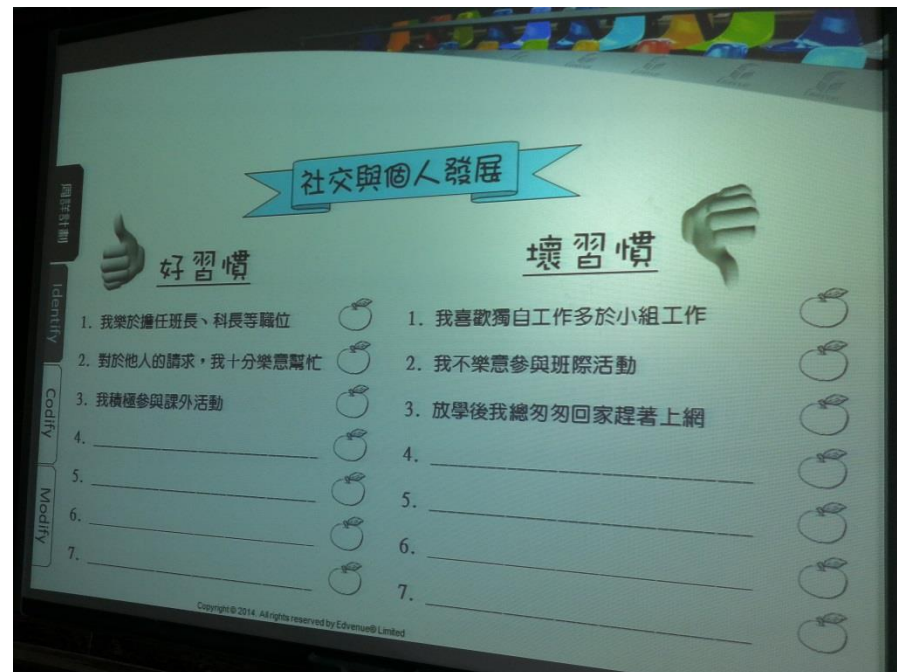 社交與個人發展
周詳計劃
Identify
Codify
Modify
好習慣
1. 我樂於擔任班長、科長等職位
2. 對於他人的請求，我十分樂意幫忙
3. 我積極參與課外活動
4.
5.
6.
7.
壞習慣
1. 我喜歡獨自工作多於小組工作
2. 我不樂意參與班際活動
3. 放學後我總匆匆回家趕著上網
4.
5.
6.
7.
Copyright © 2014. All rights reserved by Edvenue® Limited